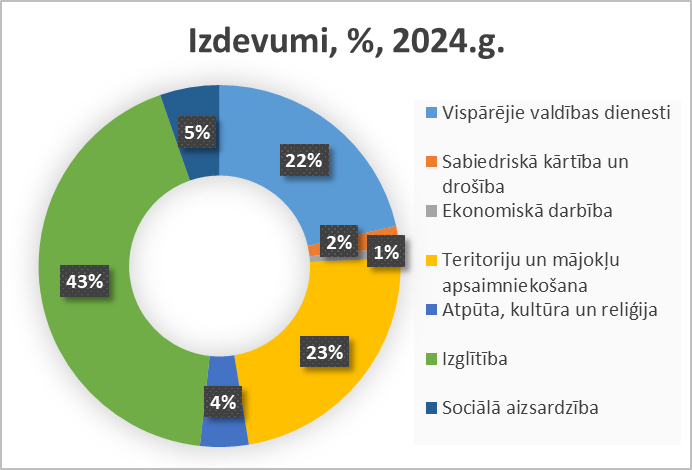 Izdevumi, %, 2024.g.
5%
22%
2%
1%
43%
23%
4%
Vispārējie valdības dienesti
Sabiedriskā kārtība un
drošība
Ekonomiskā darbība
Teritoriju un mājokļu
apsaimniekošana
Atpūta, kultūra un reliģija
Izglītība
Sociālā aizsardzība